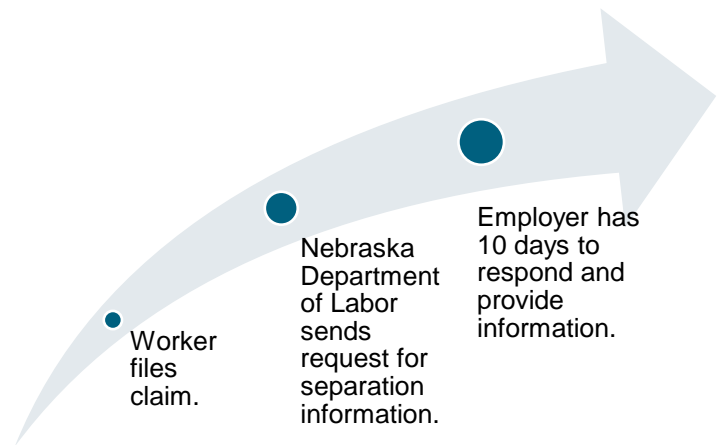 Worker
files
claim.
Nebraska
Department
of Labor
sends
request for
separation
information.
Employer has
10 days to
respond and
provide
information.